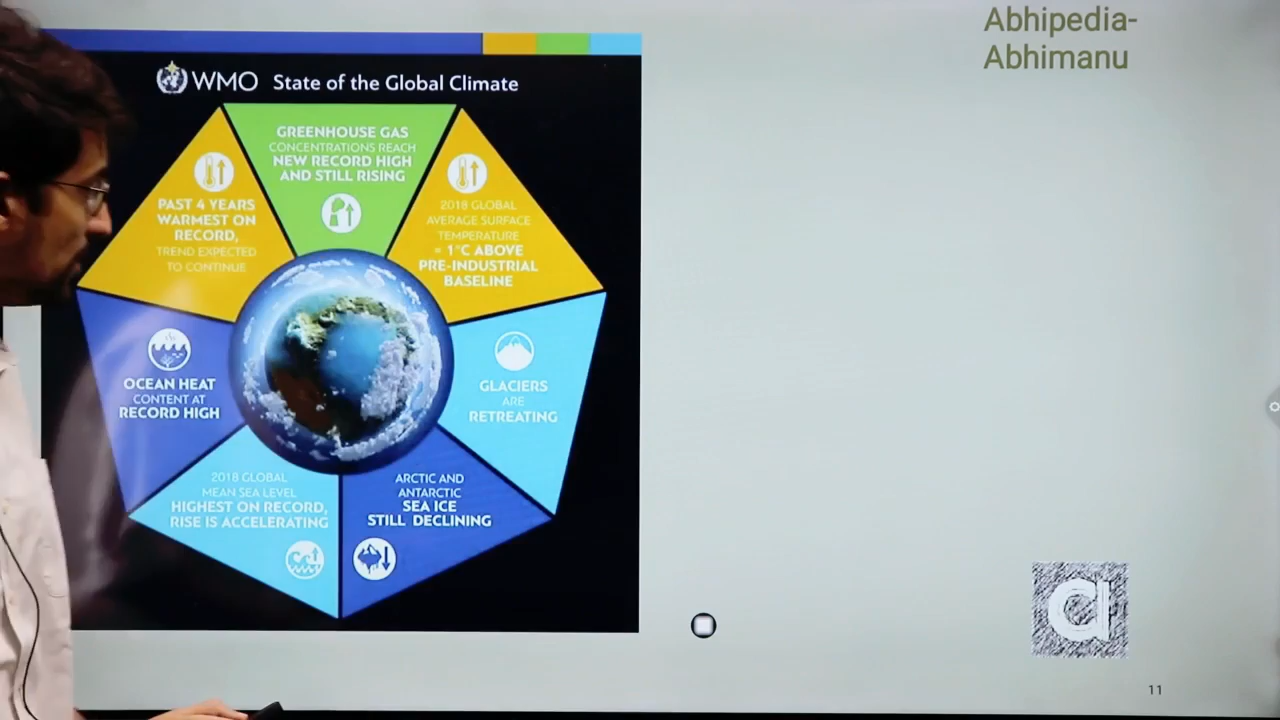 Abhipedia-
Abhimanu
WMO State of the Global Climate
GREENHOUSE GAS
CONCENTRATIONS REACH
NEW RECORD HIGH
AND STILL RISING
PAST 4 YEARS
WARMEST ON
RECORD,
TREND EXPECTED
TO CONTINUE
2018 GLOBAL
AVERAGE SURFACE
TEMPERATURE
= 1°C ABOVE
PRE-INDUSTRIAL
BASELINE
OCEAN HEAT
CONTENT AT
RECORD HIGH
GLACIERS
ARE
RETREATING
2018 GLOBAL
MEAN SEA LEVEL
HIGHEST ON RECORD,
RISE IS ACCELERATING
ARCTIC AND
ANTARCTIC
SEA ICE
STILL DECLINING
a
11